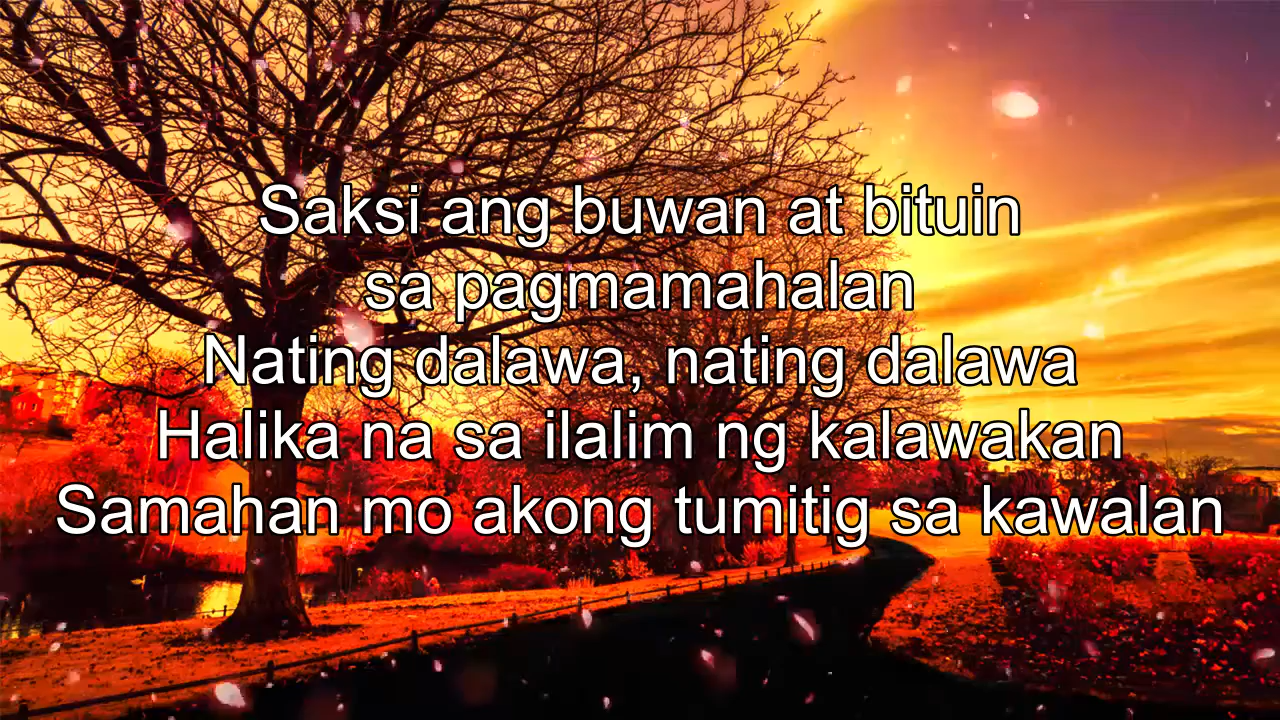 Saksi ang buwan at bituin
sa pagmamahalan
Nating dalawa, nating dalawa
Halika na sa ilalim ng kalawakan
Samahan mo akong tumitig sa kawalan